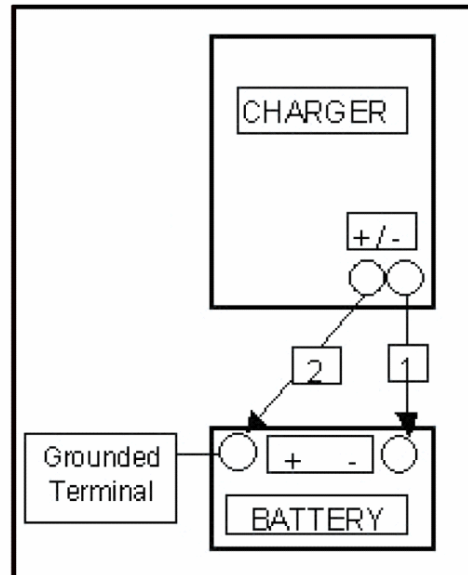 CHARGER
+/-
2
1
Grounded
Terminal
+ -
BATTERY